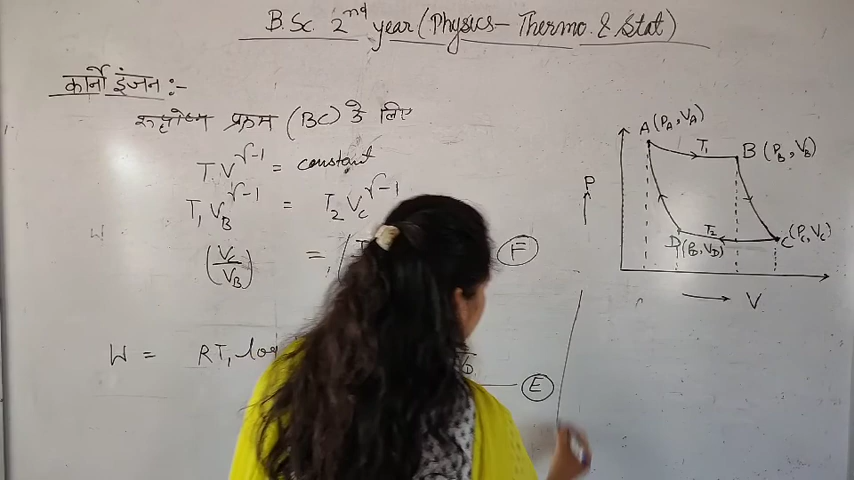 B.Sc. 2nd year (Physics- Thermo. & Stat)
कार्नो इंजन :-
रूद्धोष्म प्रक्रम (BC) के लिए
T V^γ-1 = constant
T₁ V_B^γ-1 = T₂ V_C^γ-1
(V_C/V_B) = (T F
W = RT₁ log V_D E
A (P_A, V_A)
T₁
B (P_B, V_B)
P
T₂
D (P_D, V_D)
C (P_C, V_C)
V